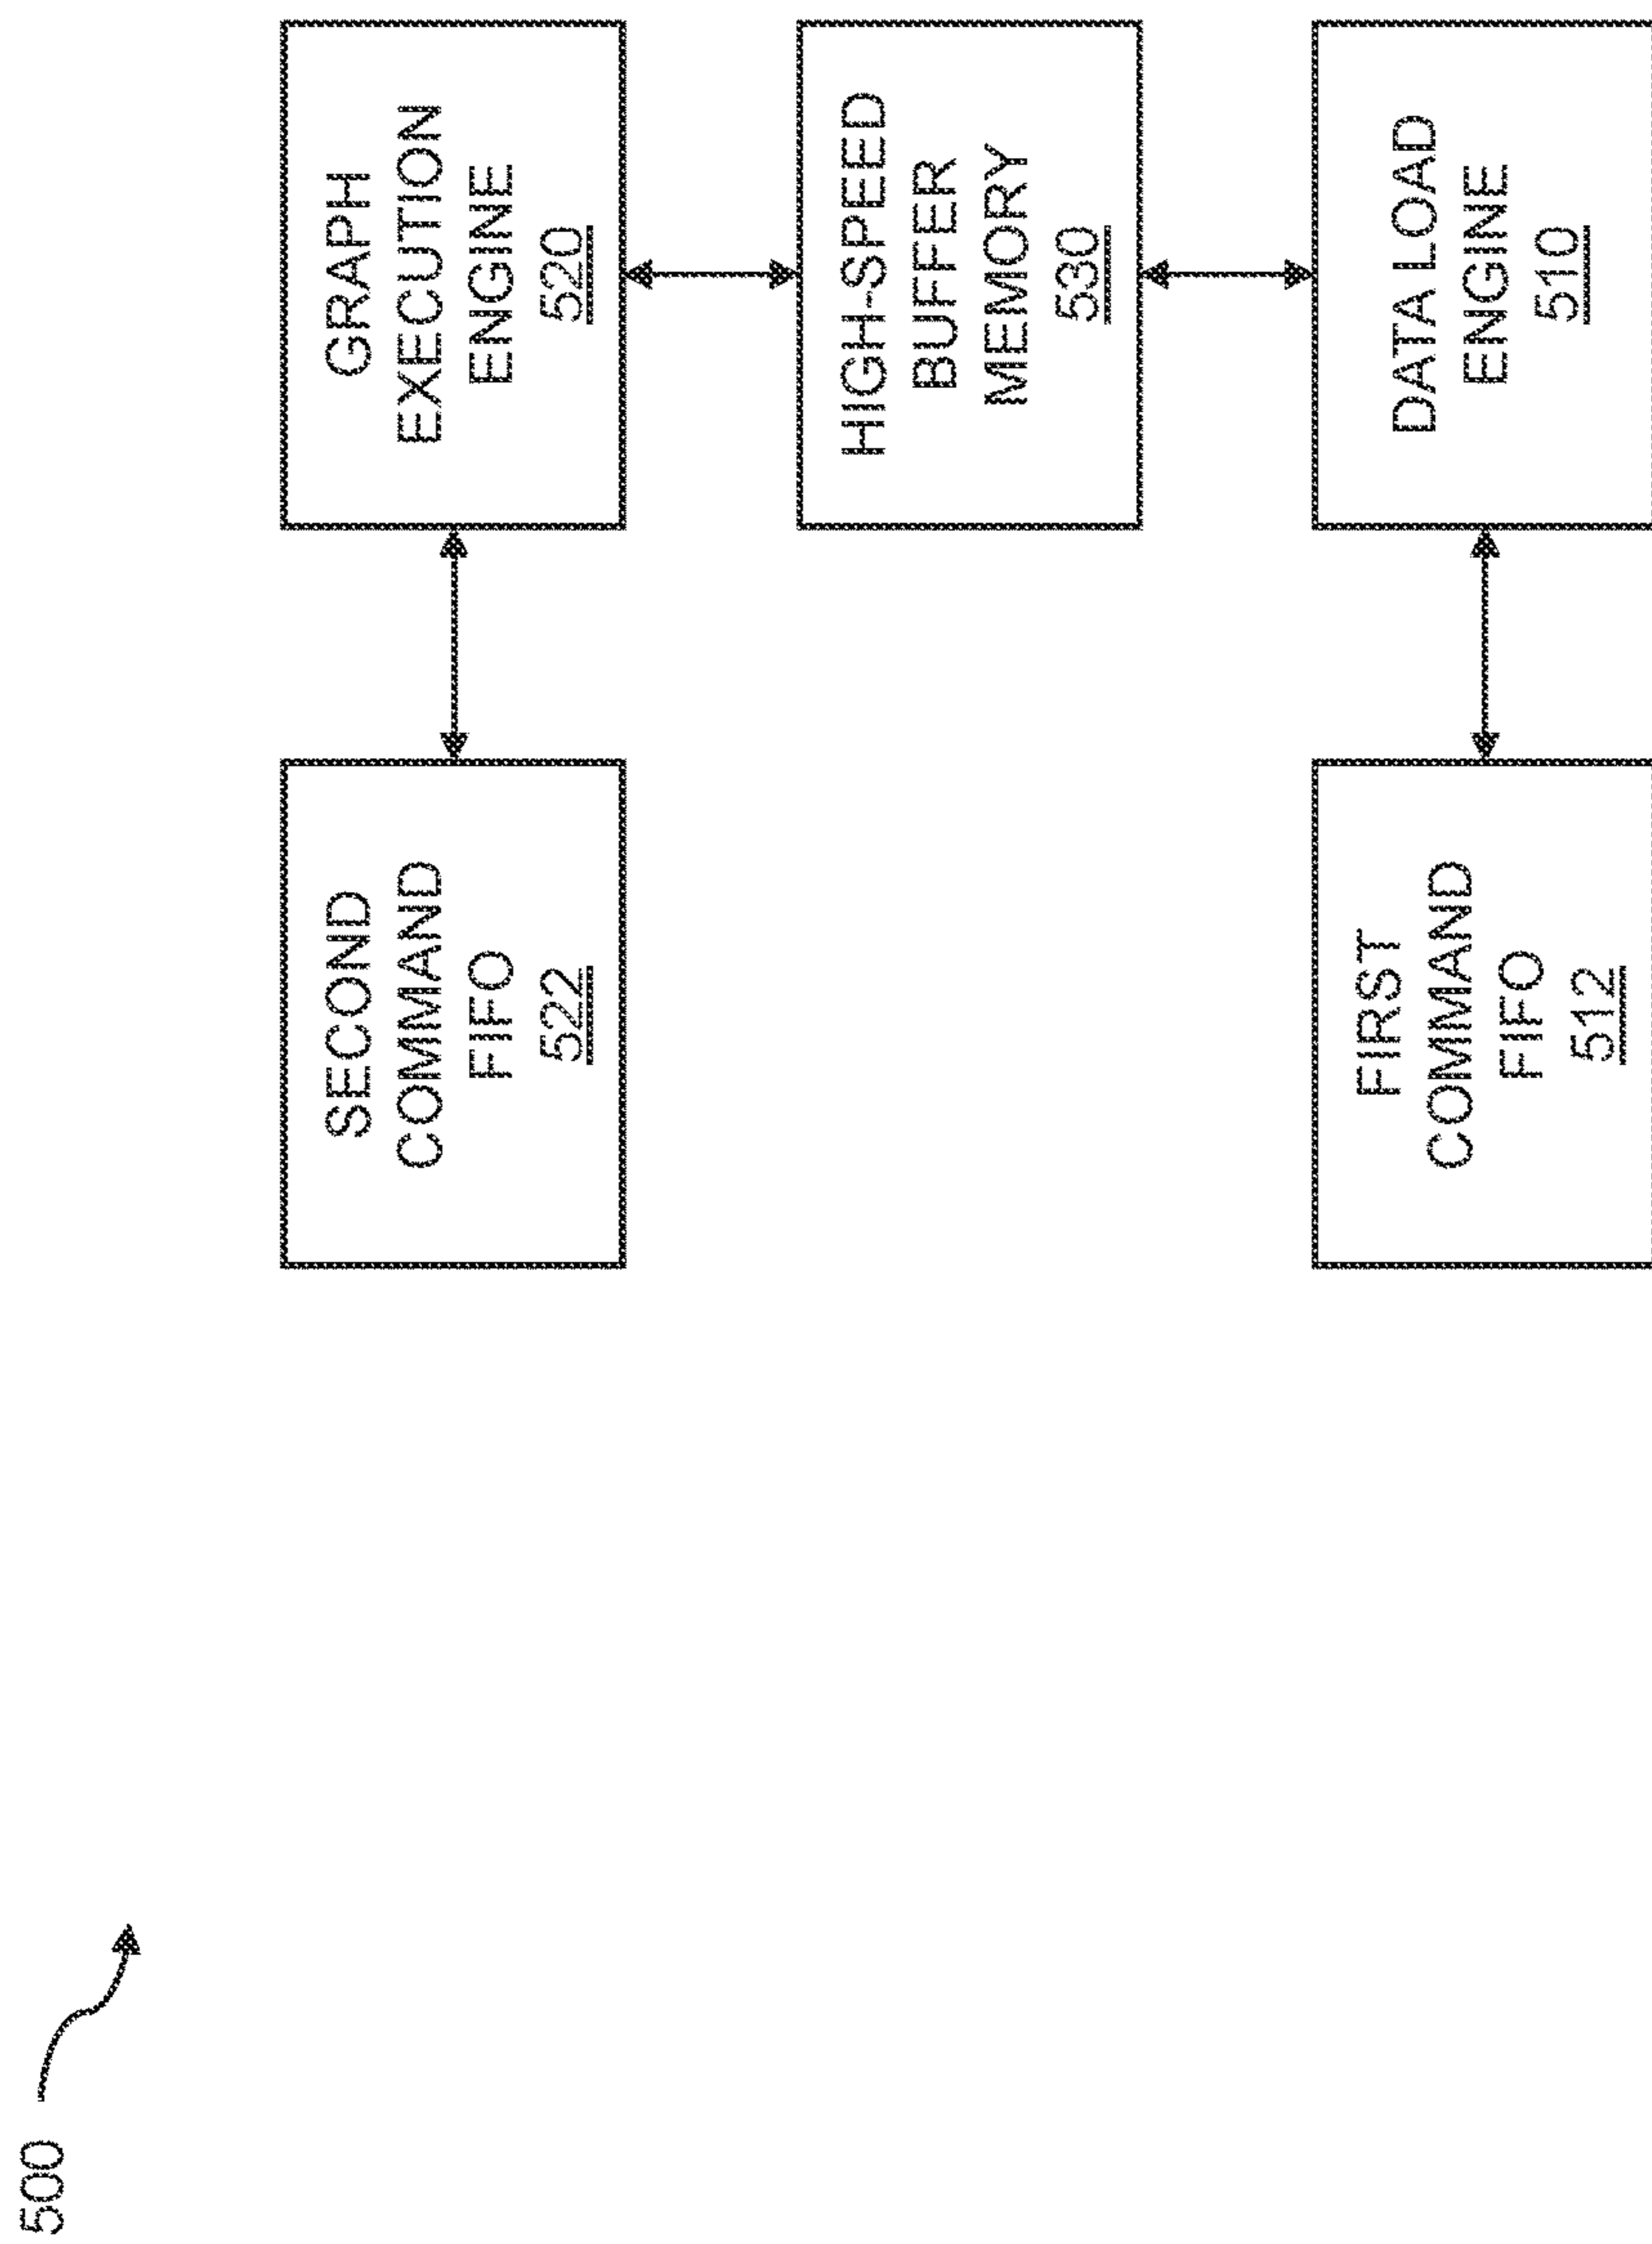 500
SECOND
COMMAND
FIFO
522
GRAPH
EXECUTION
ENGINE
520
HIGH-SPEED
BUFFER
MEMORY
530
FIRST
COMMAND
FIFO
512
DATA LOAD
ENGINE
510